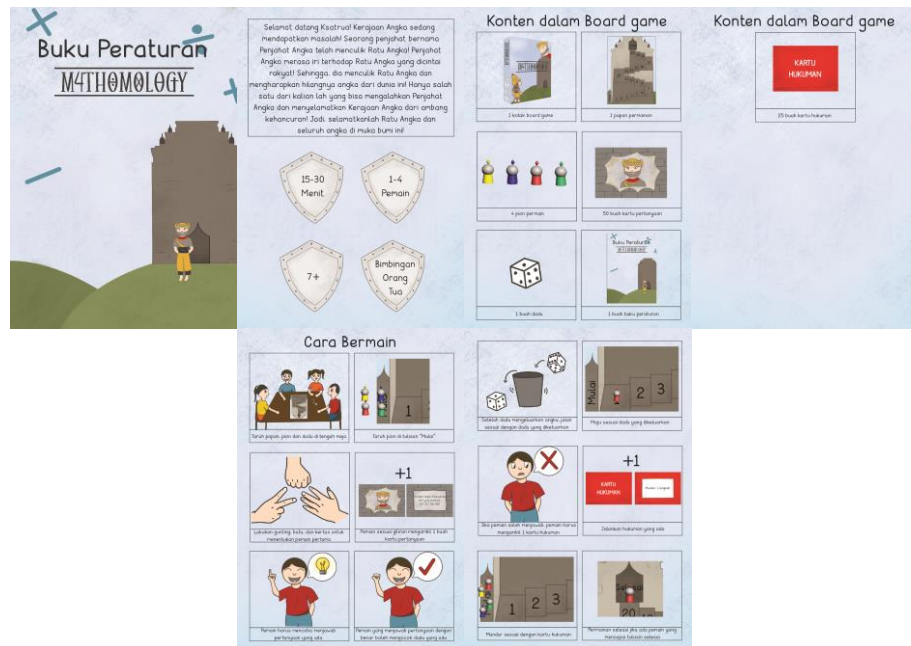 Buku Peraturan
M4TH0M0L0GY
Selamat datang Ksatrya! Kerajaan Angka sedang
mendapatkan masalah! Seorang penjahat bernama
Penjahat Angka telah menculik Ratu Angka! Penjahat
Angka merasa iri terhadap Ratu Angka yang dicintai
rakyat! Sehingga, dia menculik Ratu Angka dan
mengharapkan hilangnya angka dari dunia ini! Hanya salah
satu dari kalian lah yang bisa mengalahkan Penjahat
Angka dan menyelamatkan Kerajaan Angka dari ambang
kehancuran! Jadi, selamatkanlah Ratu Angka dan
seluruh angka di muka bumi ini!
15-30
Menit
1-4
Pemain
7+
Bimbingan
Orang
Tua
Konten dalam Board game
1 kotak board game
1 papan permainan
4 pion pemain
50 buah kartu pertanyaan
1 buah dadu
Buku Peraturan
1 buah buku peraturan
Konten dalam Board game
KARTU
HUKUMAN
25 buah kartu hukuman
Cara Bermain
1
Taruh papan, pion dan dadu di tengah meja
Taruh pion di tulisan "Mulai"
+1
Lakukan gunting, batu, dan kertas untuk
menentukan pemain pertama
Pemain sesuai giliran mengambil 1 buah
kartu pertanyaan
Pemain harus mencoba menjawab
pertanyaan yang ada
Pemain yang menjawab pertanyaan dengan
benar boleh mengocok dadu yang ada
Mulai
2
3
Setelah dadu mengeluarkan angka, jalan
sesuai dengan dadu yang dikeluarkan
Maju sesuai dadu yang dikeluarkan
+1
KARTU
HUKUMAN
Jika pemain salah menjawab, pemain harus
mengambil 1 kartu hukuman
Jalankan hukuman yang ada
1
2
3
20
Mundur sesuai dengan kartu hukuman
Permainan selesai jika ada pemain yang
mencapai tulisan selesai